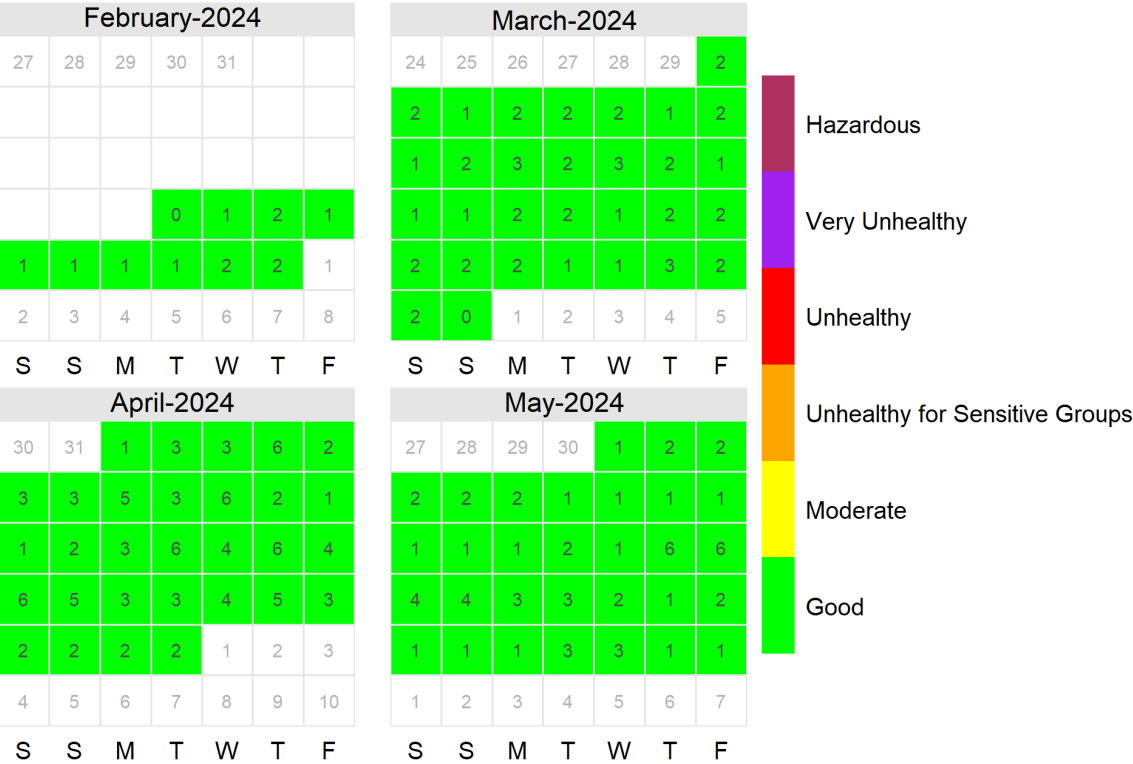 February-2024
27 28 29 30 31
0 1 2 1
1 1 1 1 2 2 1
2 3 4 5 6 7 8
S S M T W T F
March-2024
24 25 26 27 28 29 2
2 1 2 2 2 1 2
1 2 3 2 3 2 1
1 1 2 2 1 2 2
2 2 2 1 1 3 2
2 0 1 2 3 4 5
S S M T W T F
April-2024
30 31 1 3 3 6 2
3 3 5 3 6 2 1
1 2 3 6 4 6 4
6 5 3 3 4 5 3
2 2 2 2 1 2 3
4 5 6 7 8 9 10
S S M T W T F
May-2024
27 28 29 30 1 2 2
2 2 2 1 1 1 1
1 1 1 2 1 6 6
4 4 3 3 2 1 2
1 1 1 3 3 1 1
1 2 3 4 5 6 7
S S M T W T F
Hazardous
Very Unhealthy
Unhealthy
Unhealthy for Sensitive Groups
Moderate
Good